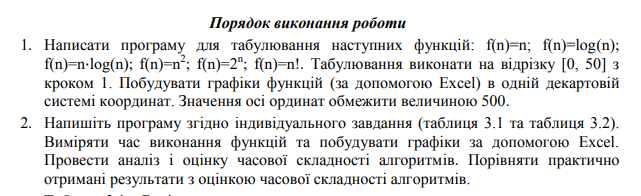 Порядок виконання роботи
1. Написати програму для табулювання наступних функцій: f(n)=n; f(n)=log(n);
f(n)=n·log(n); f(n)=n²; f(n)=2ⁿ; f(n)=n!. Табулювання виконати на відрізку [0, 50] з
кроком 1. Побудувати графіки функцій (за допомогою Excel) в одній декартовій
системі координат. Значення осі ординат обмежити величиною 500.
2. Напишіть програму згідно індивідуального завдання (таблиця 3.1 та таблиця 3.2).
Виміряти час виконання функцій та побудувати графіки за допомогою Excel.
Провести аналіз і оцінку часової складності алгоритмів. Порівняти практично
отримані результати з оцінкою часової складності алгоритмів.